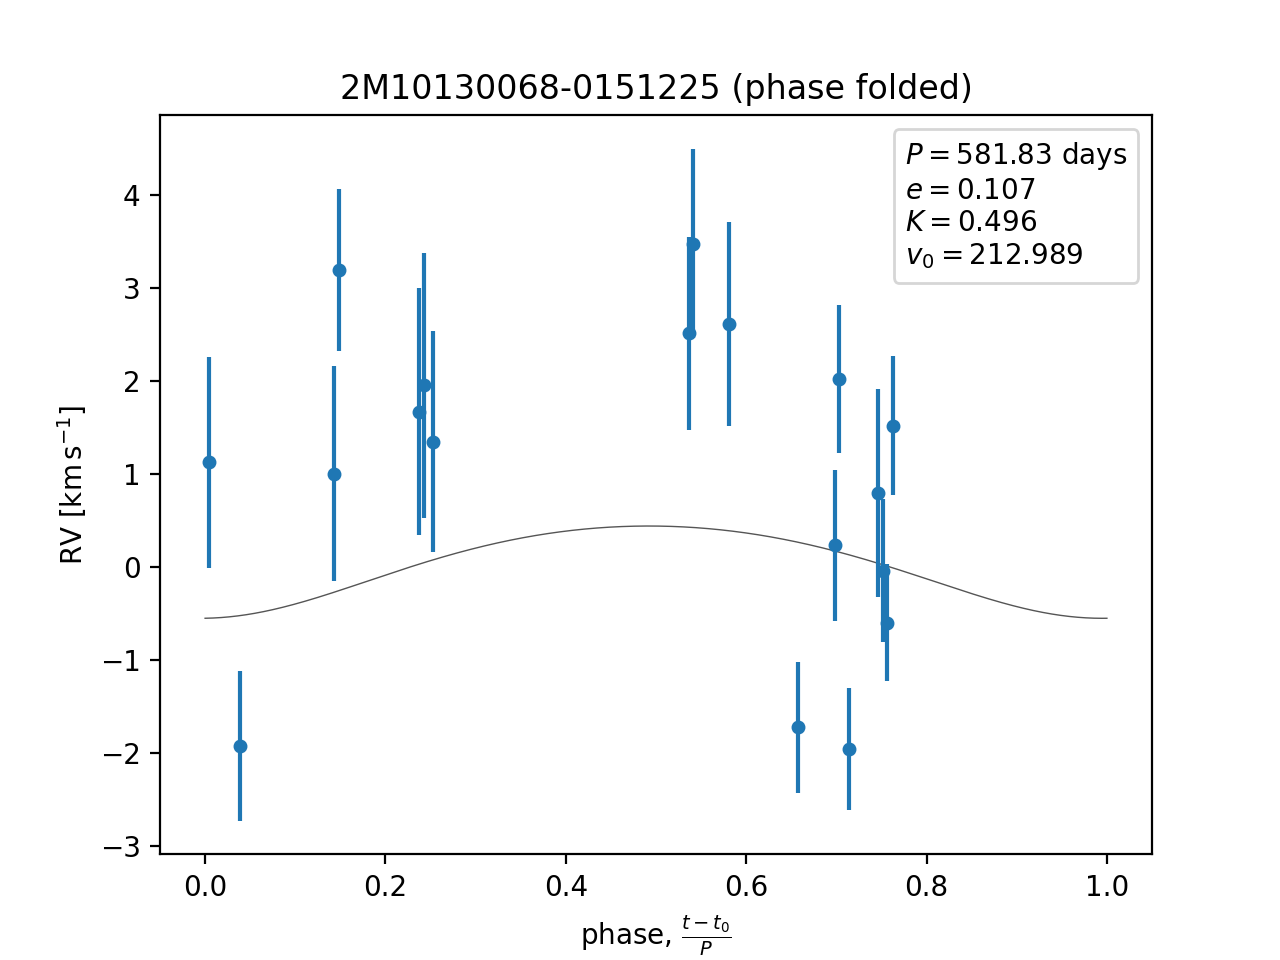 2M10130068-0151225 (phase folded)
P = 581.83 days
e = 0.107
K = 0.496
v₀ = 212.989
4
3
2
1
0
−1
−2
−3
RV [km s⁻¹]
0.0 0.2 0.4 0.6 0.8 1.0
phase, (t − t₀)/P